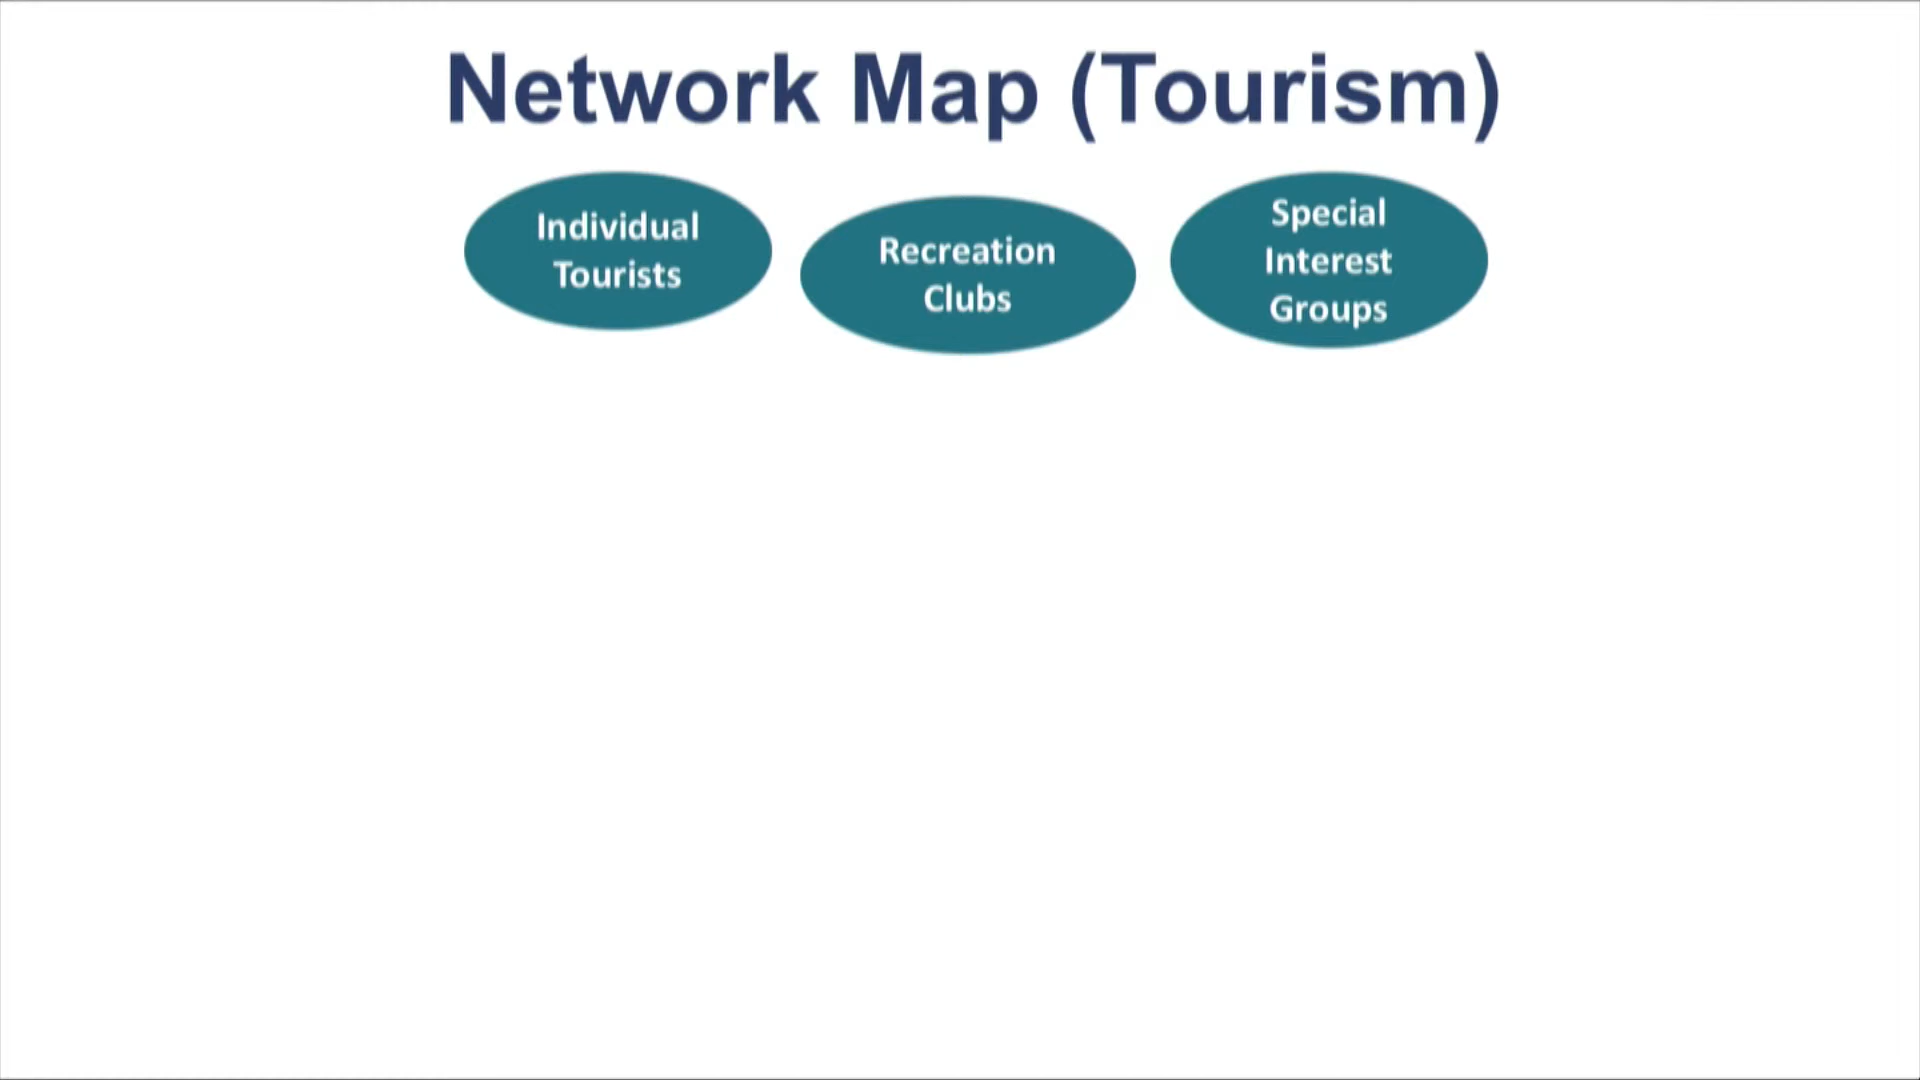 Network Map (Tourism)
Individual
Tourists
Recreation
Clubs
Special
Interest
Groups